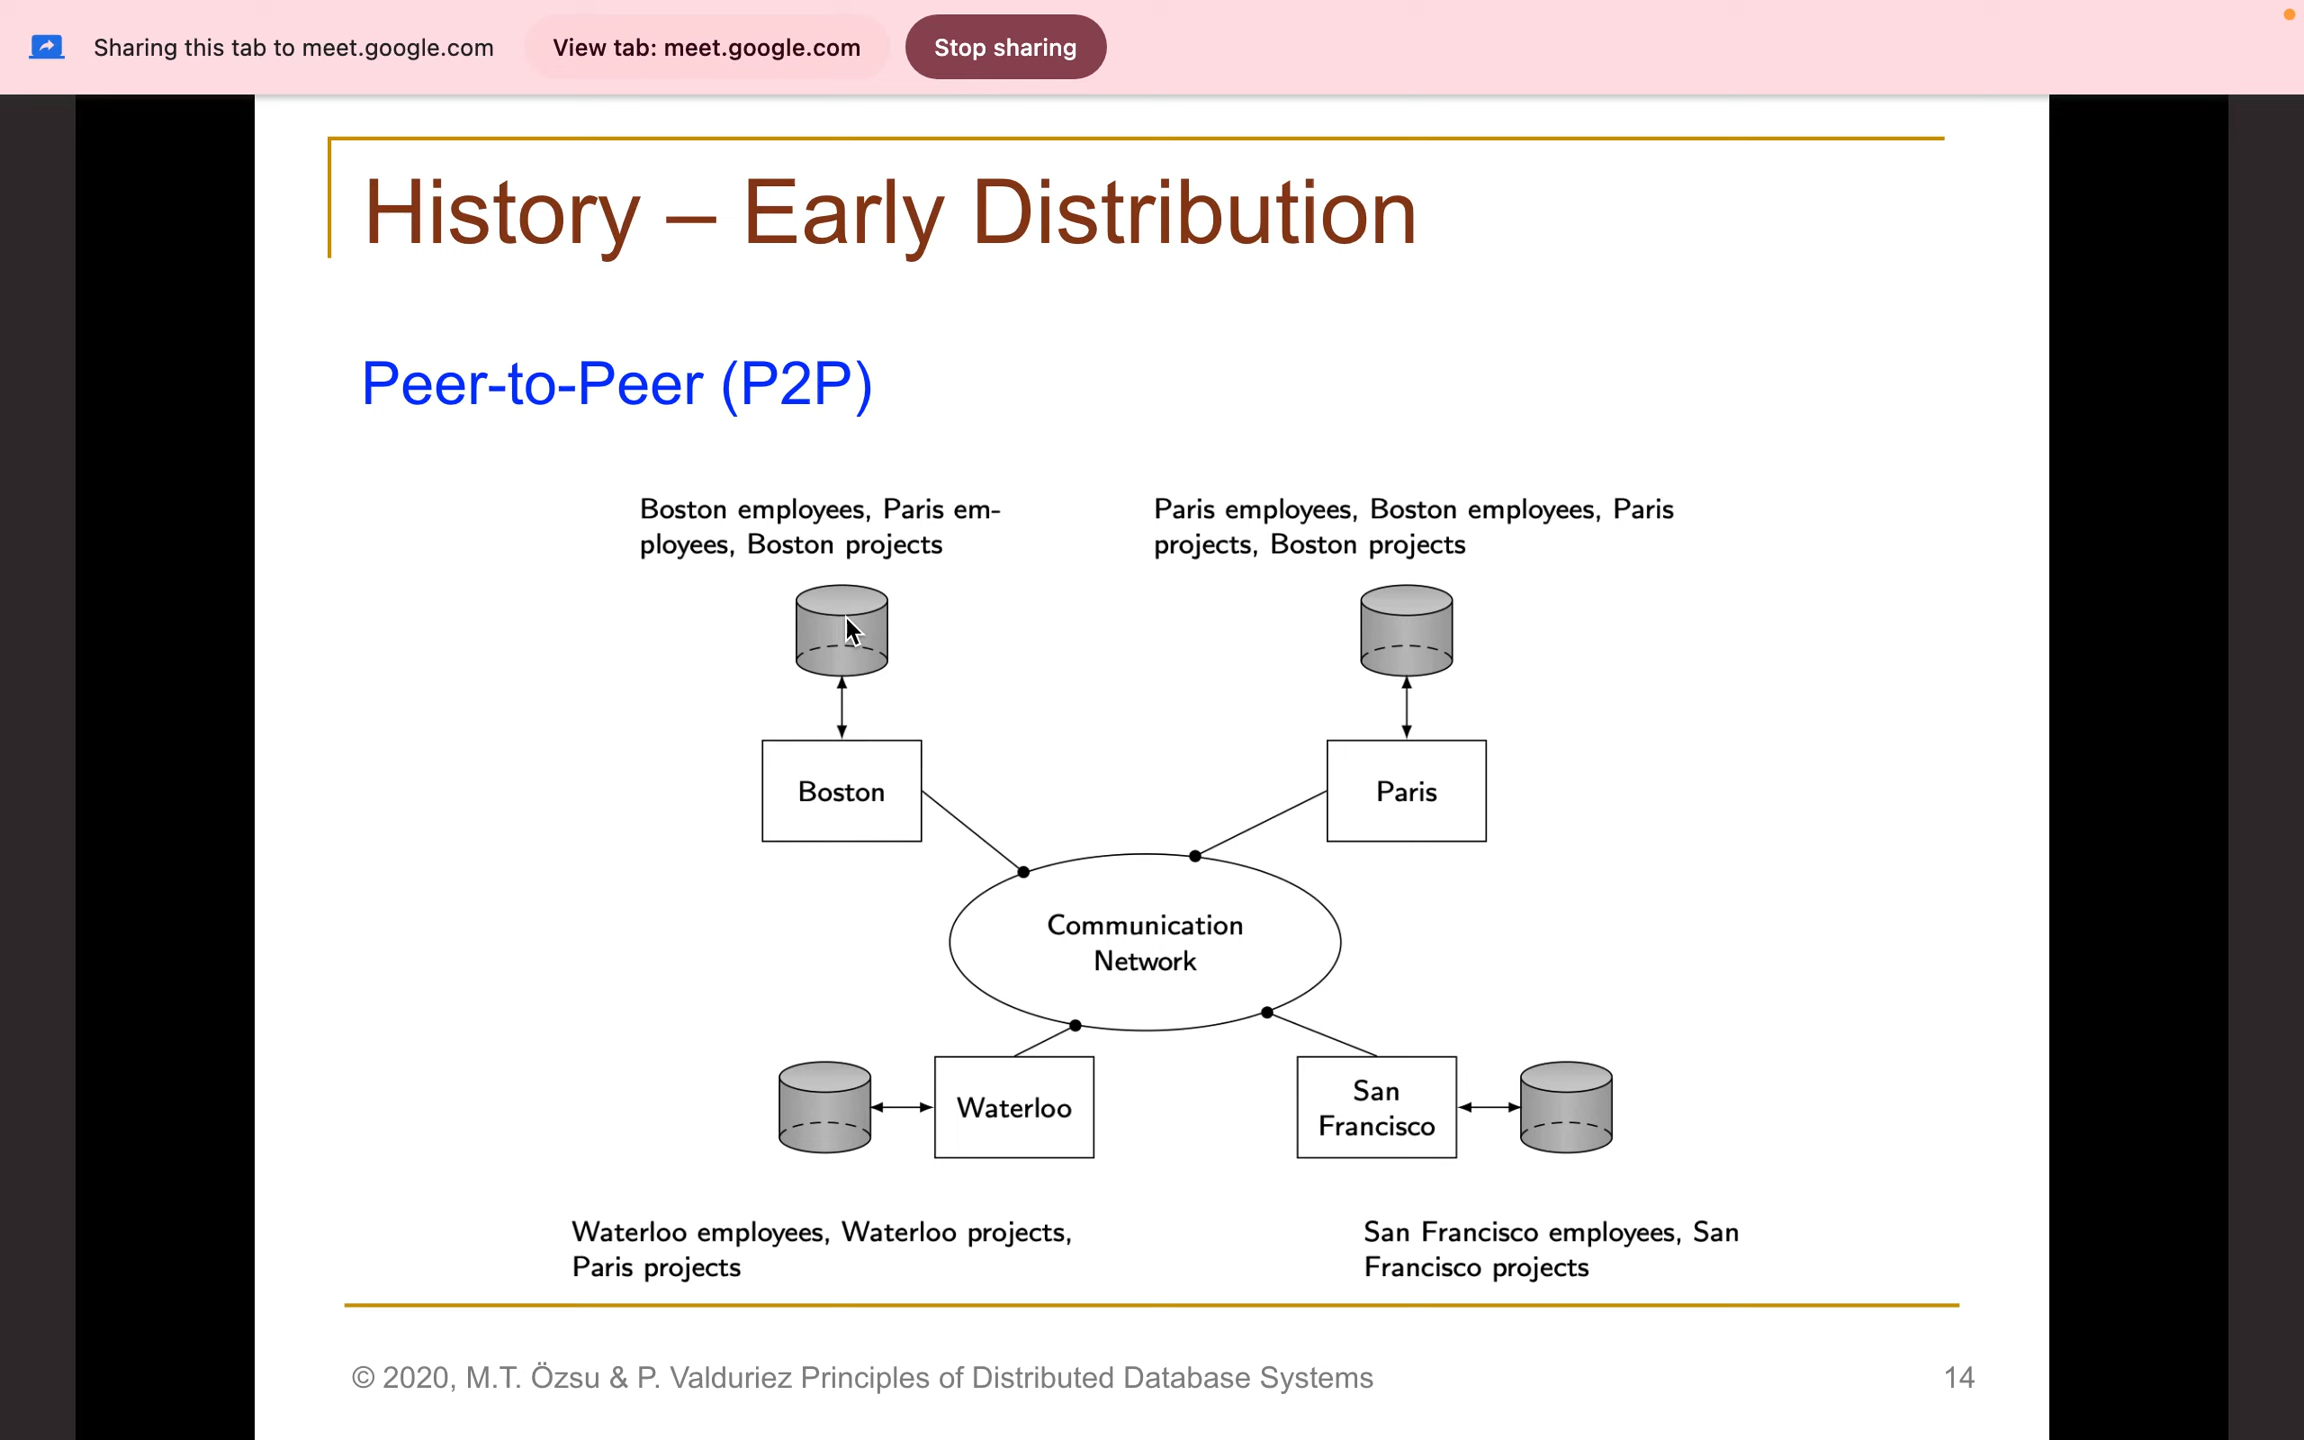 Sharing this tab to meet.google.com
View tab: meet.google.com
Stop sharing
History – Early Distribution
Peer-to-Peer (P2P)
Boston employees, Paris em-
ployees, Boston projects
Paris employees, Boston employees, Paris
projects, Boston projects
Boston
Paris
Communication
Network
Waterloo
San
Francisco
Waterloo employees, Waterloo projects,
Paris projects
San Francisco employees, San
Francisco projects
© 2020, M.T. Özsu & P. Valduriez Principles of Distributed Database Systems
14